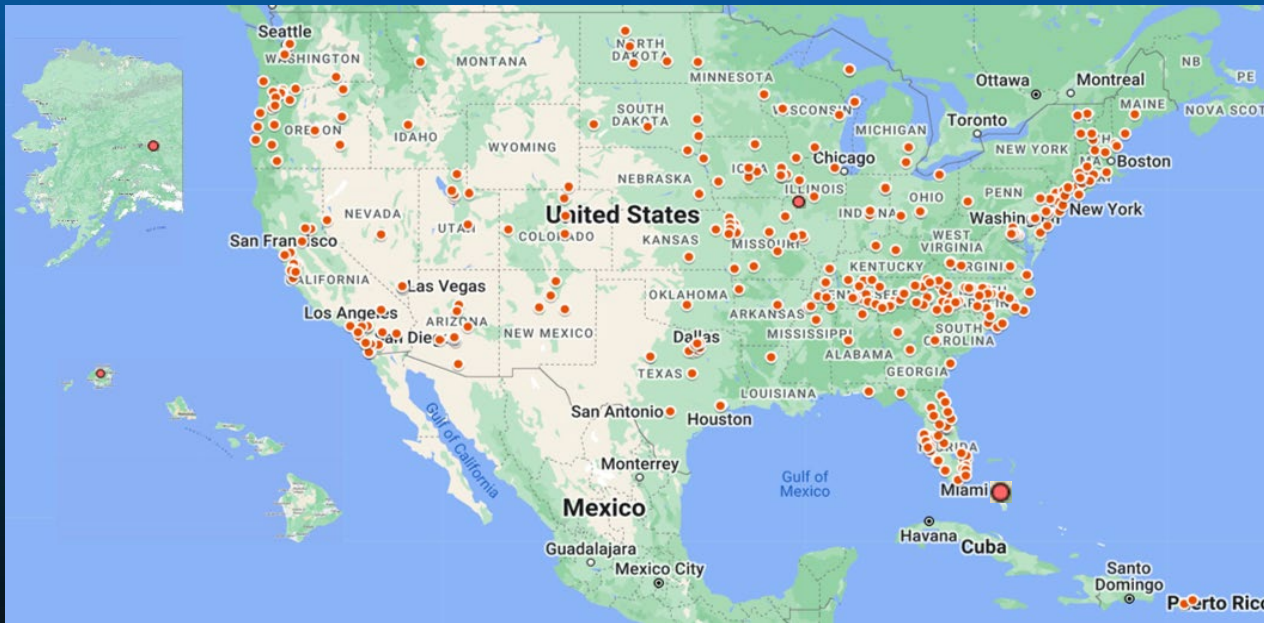 Seattle
WASHINGTON
MONTANA
NORTH
DAKOTA
MINNESOTA
Ottawa
Montreal
NB
PE
MAINE
NOVA SCOT
SOUTH
DAKOTA
WISCONSIN
Toronto
OREGON
IDAHO
WYOMING
MICHIGAN
NEW YORK
Boston
IOWA
Chicago
NEBRASKA
ILLINOIS
OHIO
PENN
NEVADA
United States
INDIANA
New York
San Francisco
UTAH
COLORADO
KANSAS
MISSOURI
WEST
VIRGINIA
KENTUCKY
CALIFORNIA
Las Vegas
OKLAHOMA
Los Angeles
ARIZONA
NEW MEXICO
ARKANSAS
San Diego
Dallas
MISSISSIPPI
SOUTH
CAROLINA
ALABAMA
TEXAS
GEORGIA
LOUISIANA
San Antonio
Houston
Gulf of California
FLORIDA
Monterrey
Gulf of
Mexico
Miami
Mexico
Havana
Cuba
Guadalajara
Mexico City
Santo
Domingo
Puerto Rico